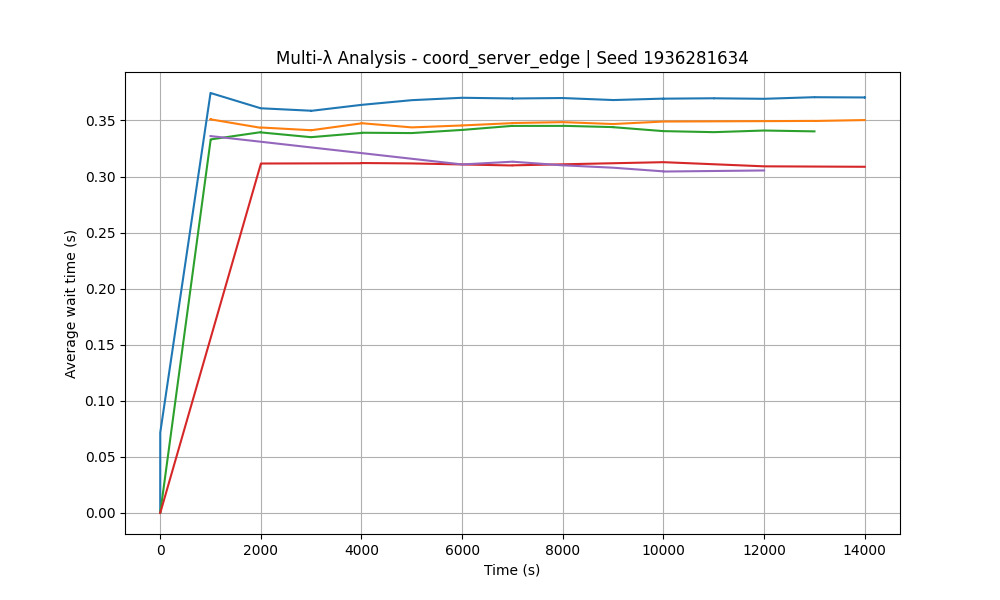 Multi-λ Analysis - coord_server_edge | Seed 1936281634
Average wait time (s)
0.35
0.30
0.25
0.20
0.15
0.10
0.05
0.00
0 2000 4000 6000 8000 10000 12000 14000
Time (s)